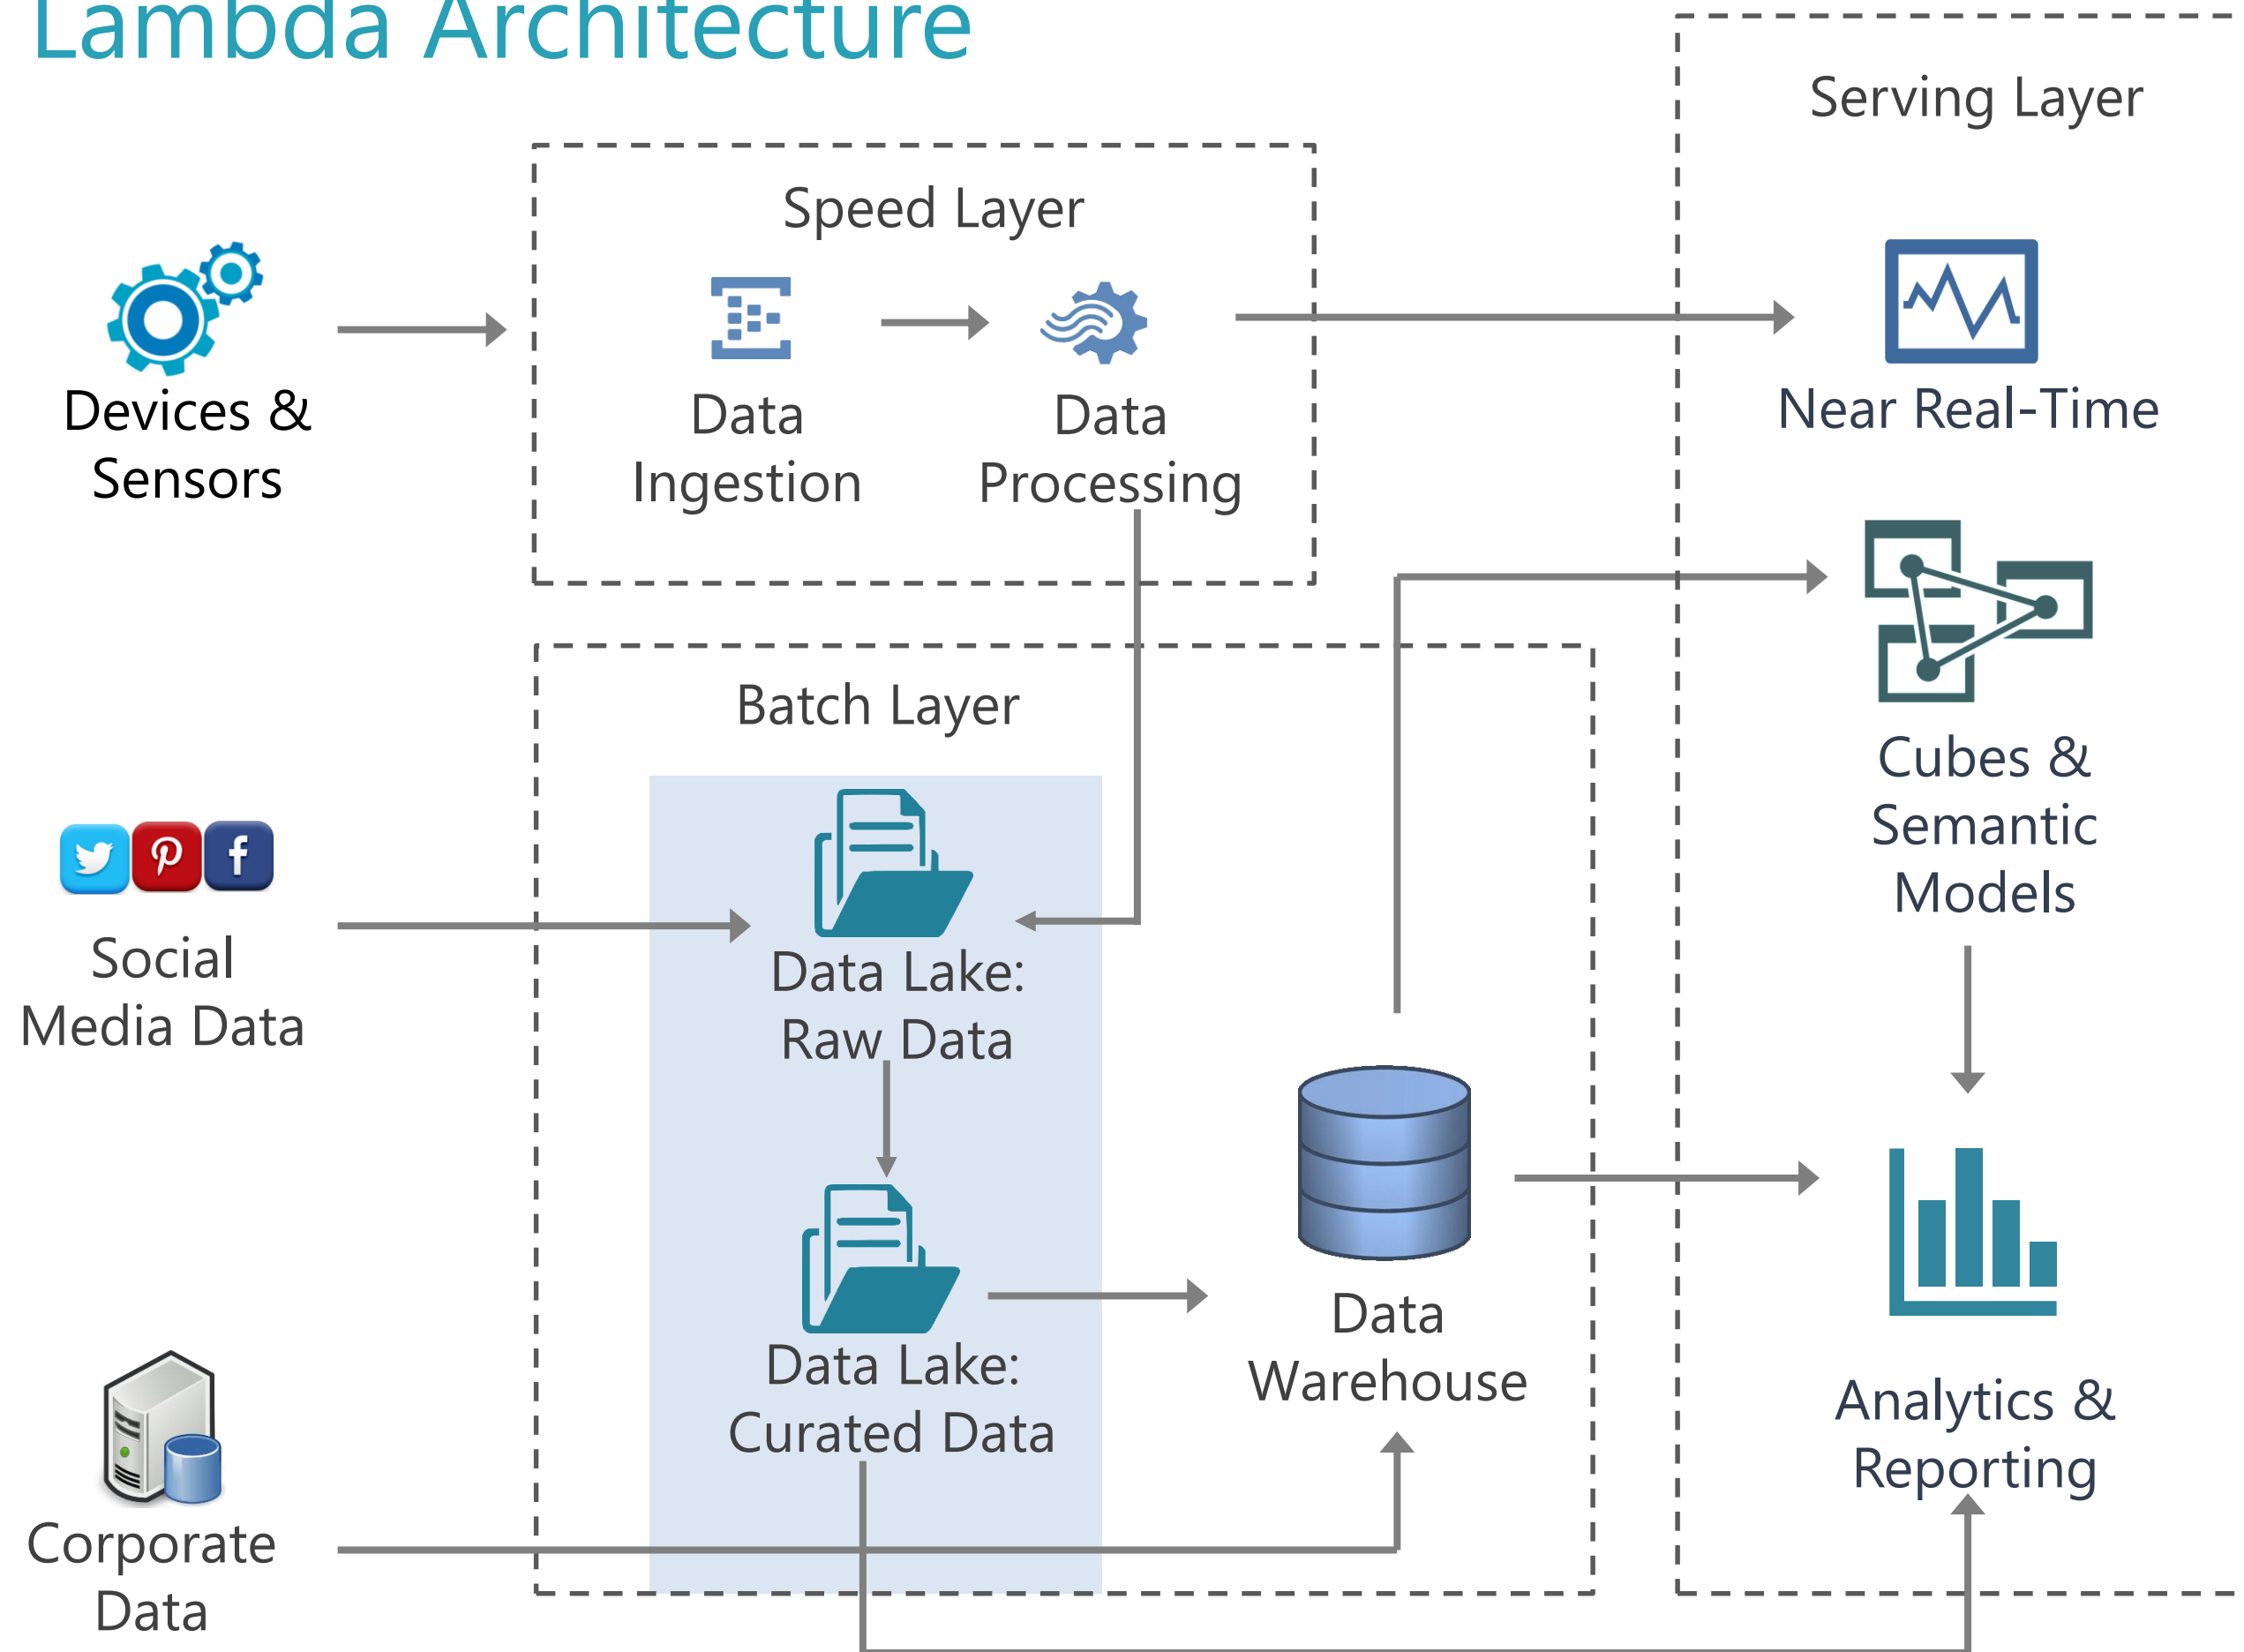 Lambda Architecture
Serving Layer
Speed Layer
Devices &
Sensors
Data
Ingestion
Data
Processing
Near Real-Time
Batch Layer
Cubes &
Semantic
Models
Social
Media Data
Data Lake:
Raw Data
Data Lake:
Curated Data
Data
Warehouse
Analytics &
Reporting
Corporate
Data